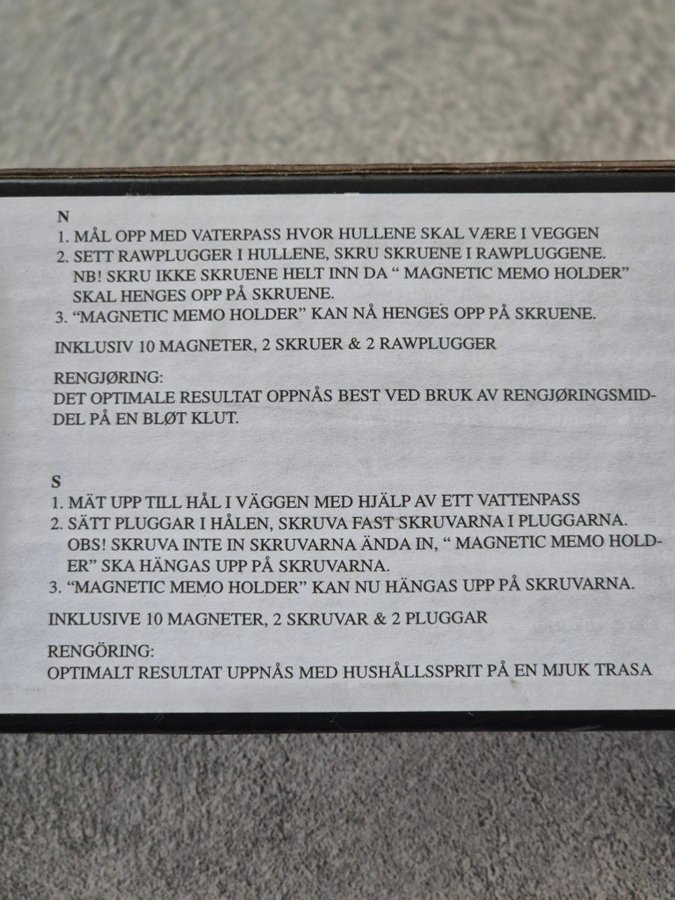 N
1. MÅL OPP MED VATERPASS HVOR HULLENE SKAL VÆRE I VEGGEN
2. SETT RAWPLUGGER I HULLENE, SKRU SKRUENE I RAWPLUGGENE.
NB! SKRU IKKE SKRUENE HELT INN DA “ MAGNETIC MEMO HOLDER”
SKAL HENGES OPP PÅ SKRUENE.
3. “MAGNETIC MEMO HOLDER” KAN NÅ HENGES OPP PÅ SKRUENE.
INKLUSIV 10 MAGNETER, 2 SKRUER & 2 RAWPLUGGER
RENGJØRING:
DET OPTIMALE RESULTAT OPPNÅS BEST VED BRUK AV RENGJØRINGSMID-
DEL PÅ EN BLØT KLUT.
S
1. MÄT UPP TILL HÅL I VÄGGEN MED HJÄLP AV ETT VATTENPASS
2. SÄTT PLUGGAR I HÅLEN, SKRUVA FAST SKRUVARNA I PLUGGARNA.
OBS! SKRUVA INTE IN SKRUVARNA ÄNDA IN, “ MAGNETIC MEMO HOLD-
ER” SKA HÄNGAS UPP PÅ SKRUVARNA.
3. “MAGNETIC MEMO HOLDER” KAN NU HÄNGAS UPP PÅ SKRUVARNA.
INKLUSIVE 10 MAGNETER, 2 SKRUVAR & 2 PLUGGAR
RENGÖRING:
OPTIMALT RESULTAT UPPNÅS MED HUSHÅLLSSPRIT PÅ EN MJUK TRASA